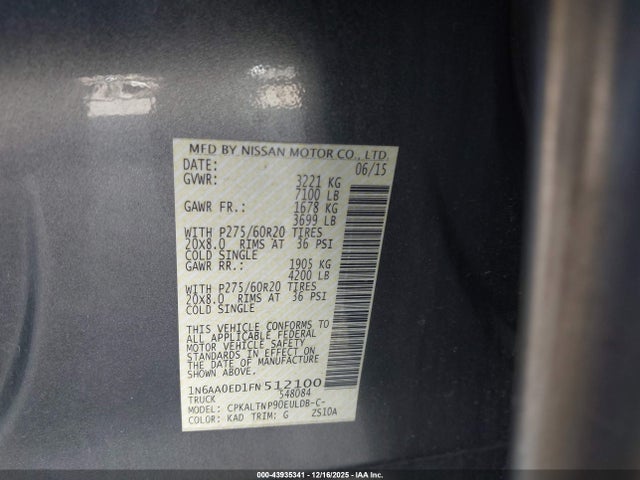 MFD BY NISSAN MOTOR CO., LTD.
DATE: 06/15
GVWR: 3221 KG
7100 LB
GAWR FR.: 1678 KG
3699 LB
WITH P275/60R20 TIRES
20X8.0 RIMS AT 36 PSI
COLD SINGLE
GAWR RR.: 1905 KG
4200 LB
WITH P275/60R20 TIRES
20X8.0 RIMS AT 36 PSI
COLD SINGLE
THIS VEHICLE CONFORMS TO
ALL APPLICABLE FEDERAL
MOTOR VEHICLE SAFETY
STANDARDS IN EFFECT ON
THE DATE OF MANUFACTURE
SHOWN ABOVE.
1N6AA0ED1FN512100
TRUCK 548084
MODEL: CPKALTNP90EULDB-C-
COLOR: KAD TRIM: G ZS10A
000-43935341 - 12/16/2025 - IAA Inc.